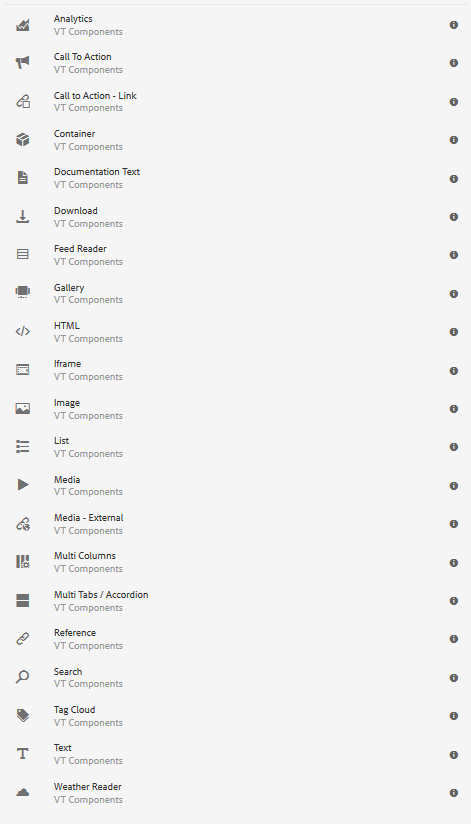 Analytics
VT Components
Call To Action
VT Components
Call to Action - Link
VT Components
Container
VT Components
Documentation Text
VT Components
Download
VT Components
Feed Reader
VT Components
Gallery
VT Components
HTML
VT Components
Iframe
VT Components
Image
VT Components
List
VT Components
Media
VT Components
Media - External
VT Components
Multi Columns
VT Components
Multi Tabs / Accordion
VT Components
Reference
VT Components
Search
VT Components
Tag Cloud
VT Components
Text
VT Components
Weather Reader
VT Components